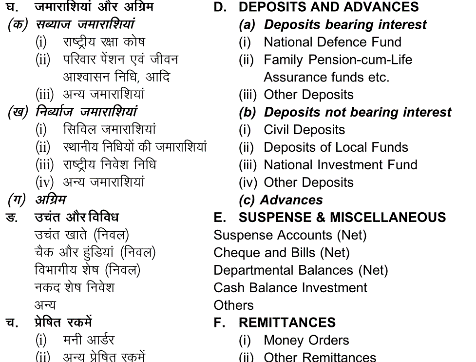 घ. जमाराशियां और अग्रिम D. DEPOSITS AND ADVANCES
(क) सब्याज जमाराशियां (a) Deposits bearing interest
(i) राष्ट्रीय रक्षा कोष (i) National Defence Fund
(ii) परिवार पेंशन एवं जीवन (ii) Family Pension-cum-Life
आश्वासन निधि, आदि Assurance funds etc.
(iii) अन्य जमाराशियां (iii) Other Deposits
(ख) निर्ब्याज जमाराशियां (b) Deposits not bearing interest
(i) सिविल जमाराशियां (i) Civil Deposits
(ii) स्थानीय निधियों की जमाराशियां (ii) Deposits of Local Funds
(iii) राष्ट्रीय निवेश निधि (iii) National Investment Fund
(iv) अन्य जमाराशियां (iv) Other Deposits
(ग) अग्रिम (c) Advances
ङ. उचंत और विविध E. SUSPENSE & MISCELLANEOUS
उचंत खाते (निवल) Suspense Accounts (Net)
चैक और हुंडियां (निवल) Cheque and Bills (Net)
विभागीय शेष (निवल) Departmental Balances (Net)
नकद शेष निवेश Cash Balance Investment
अन्य Others
च. प्रेषित रकमें F. REMITTANCES
(i) मनी आर्डर (i) Money Orders
(ii) अन्य प्रेषित रकमें (ii) Other Remittances